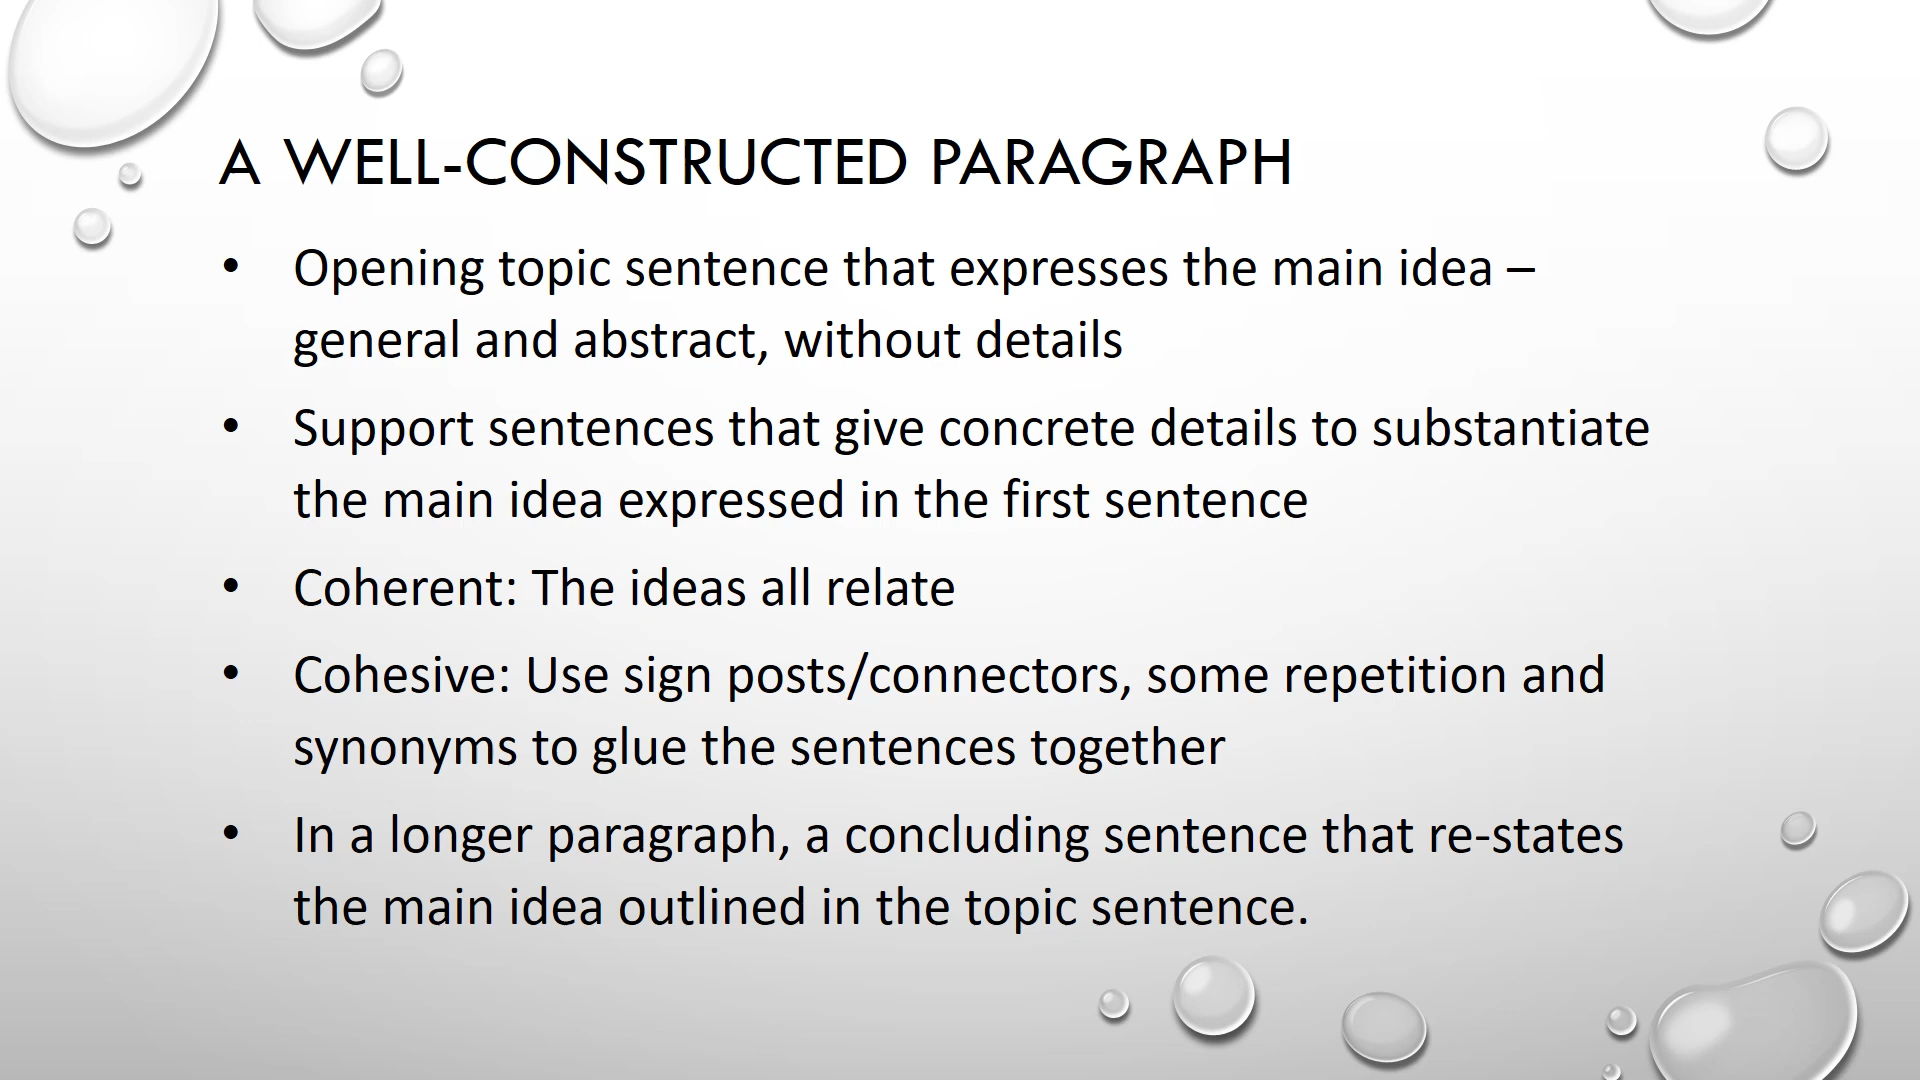 A WELL-CONSTRUCTED PARAGRAPH
• Opening topic sentence that expresses the main idea –
general and abstract, without details
• Support sentences that give concrete details to substantiate
the main idea expressed in the first sentence
• Coherent: The ideas all relate
• Cohesive: Use sign posts/connectors, some repetition and
synonyms to glue the sentences together
• In a longer paragraph, a concluding sentence that re-states
the main idea outlined in the topic sentence.